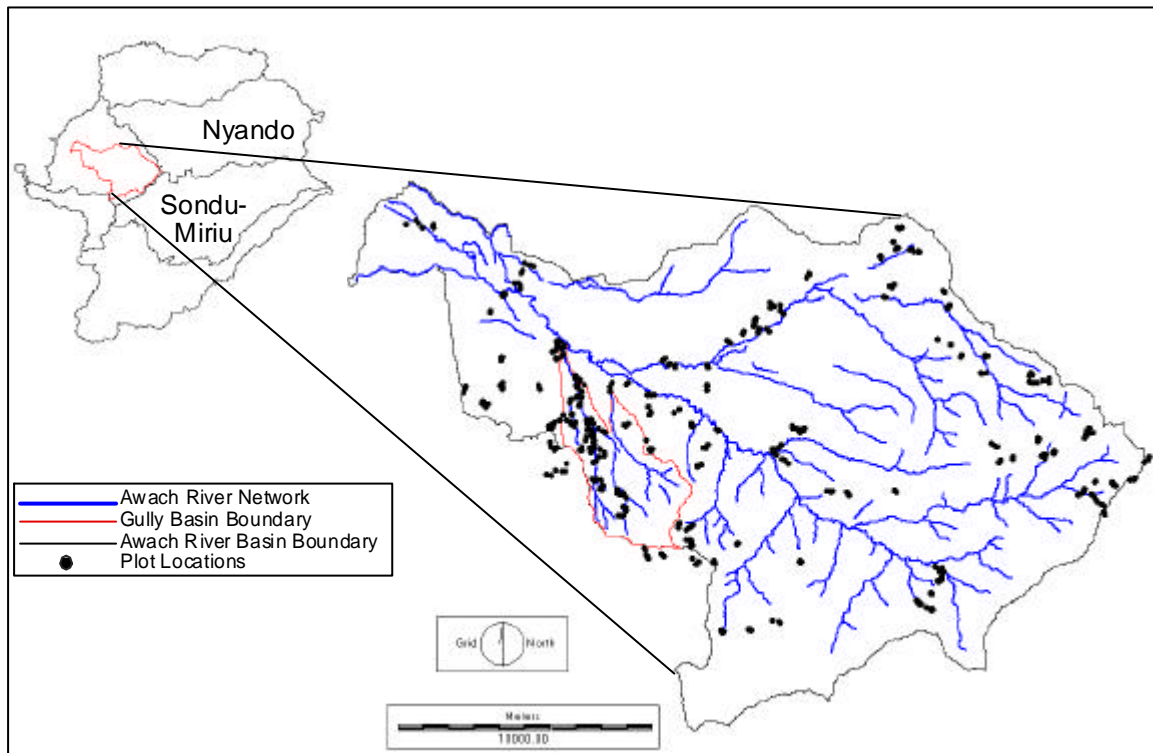 Nyando
Sondu-
Miriu
Awach River Network
Gully Basin Boundary
Awach River Basin Boundary
Plot Locations
Grid North
Meters
10000.00